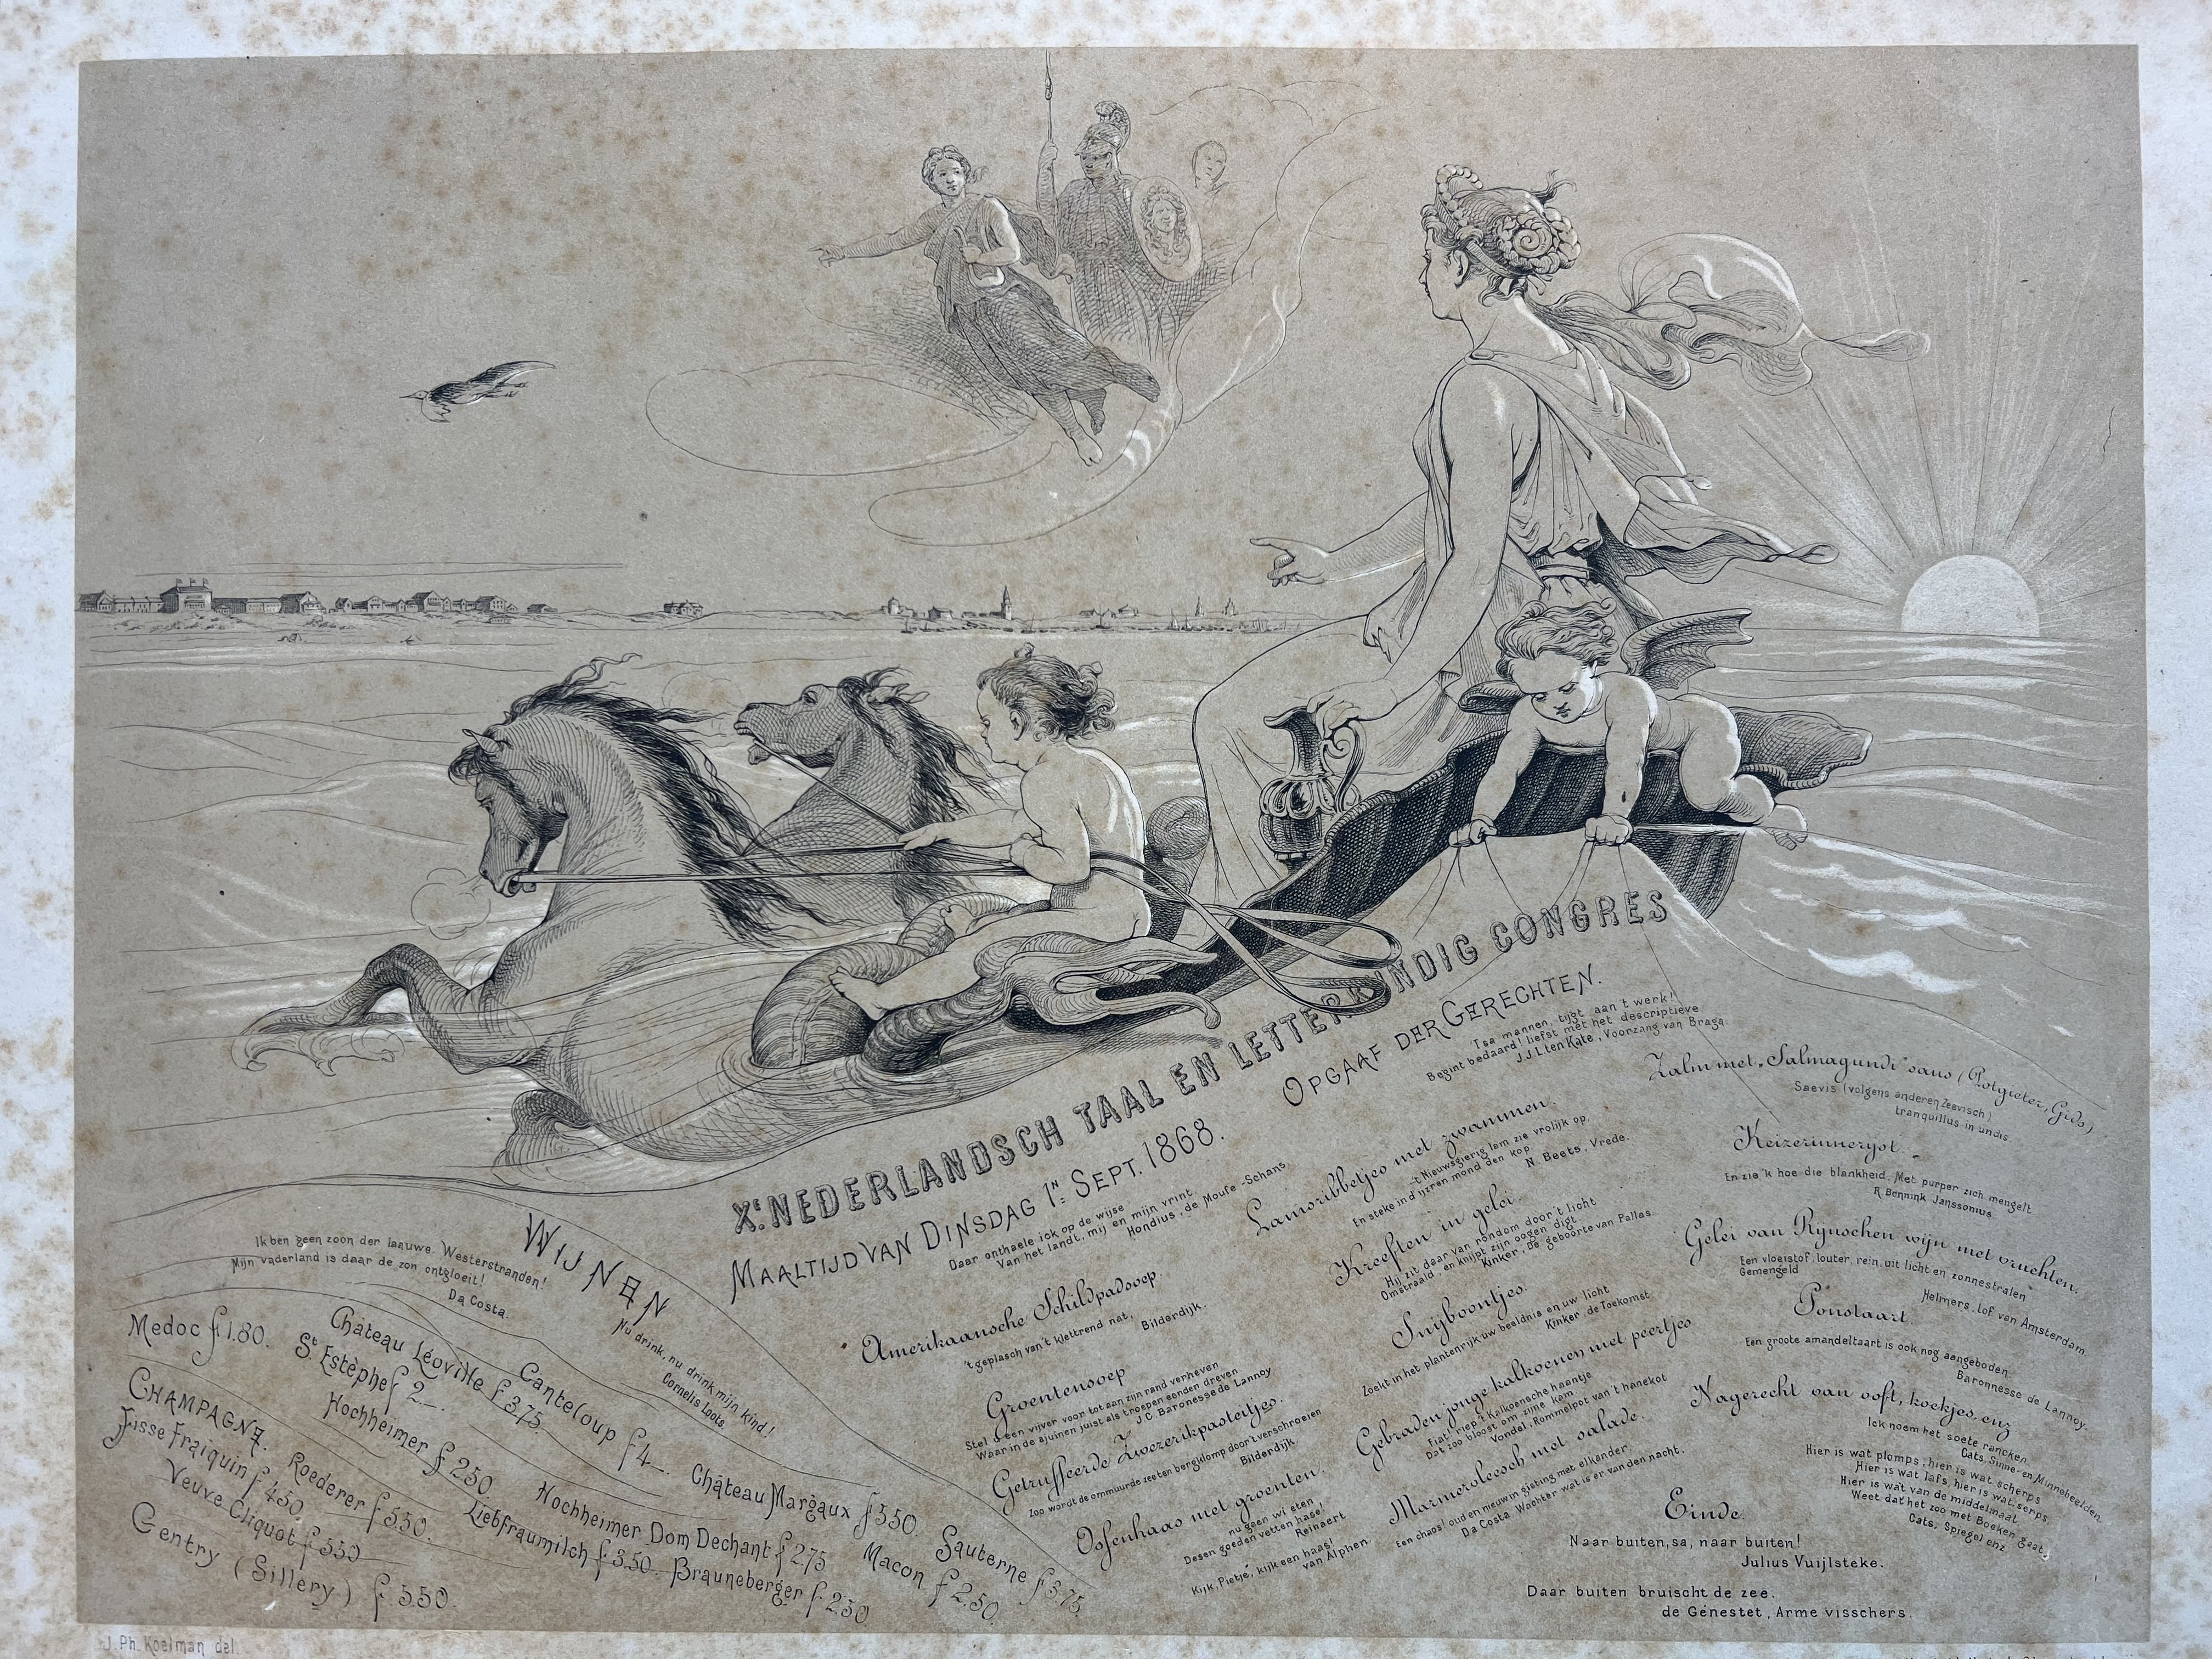 Xe. NEDERLANDSCH TAAL EN LETTERKUNDIG CONGRES
MAALTIJD VAN DINSDAG 1N SEPT. 1868.
OPGAAF DER GERECHTEN.
Daar onthaele ick op de wijse
Van het landt, mij en mijn vrint
Hondius, de Moufe-Schans.
'Tsa mannen, tijgt aan 't werk!
Begint bedaard! liefst met het descriptieve
J.J.L. ten Kate, Voorzang van Braga.
WIJNEN
Ik ben geen zoon der laauwe Westerstranden!
Mijn vaderland is daar de zon ontgloeit!
Da Costa.
Nu drink, nu drink mijn kind!
Cornelis Loots.
Medoc f 1.80.
St Estèphe f 2._.
Château Léoville f 3.75.
Canteloup f 4_.
Château Margaux f 5.50.
Sauterne f 3.75.
Hochheimer f 2.50.
Hochheimer Dom Dechant f 2.75
Macon f 2.50.
Liebfraumilch f 3.50.
Brauneberger f 2.50
CHAMPAGNE.
Fisse Fraiquin f 4.50.
Roederer f 5.50.
Veuve Cliquot f 5.50
Gentry (Sillery) f 5.50.
Amerikaansche Schildpadsoep.
't geplasch van 't klettrend nat,
Bilderdijk.
Groentensoep
Stel u een vijver voor tot aan zijn rand verheven
Waar in de ajuinen juist als troepen eenden dreven
J.C. Baronesse de Lannoy
Getruffeerde Zwezerikpasteitjes.
Zoo wordt de ommuurde zee ten bergklomp door 't verschroeien
Bilderdijk.
Ossenhaas met groenten.
nu gaen wi eten
Desen goeden vetten hase!
Reinaert
Kijk, Pietje, kijk een haas!
van Alphen.
Lamsribbetjes met zwammen.
't Nieuwsgierig lem zie vrolijk op.
En steke in d'ijzren mond den kop
N. Beets, Vrede.
Kreeften in gelei.
Hij zit daar van rondom door 't licht
Omstraald, en knijpt zijn oogen digt.
Kinker, de geboorte van Pallas.
Snijboontjes.
Zoekt in het plantenrijk uw beeldnis en uw licht
Kinker, de Toekomst.
Gebraden jonge kalkoenen met peertjes
Fiat! riep 't Kalkoensche haantje
Dat zoo bloost om zijne kam
Vondel, Rommelpot van 't hanekot
Marmervleesch met salade.
Een chaos! oud en nieuw in gisting met elkander,
Da Costa. Wachter wat is er van den nacht.
Zalm met "Salmagundi" saus (Potgieter, Gids)
Saevis (volgens anderen Zeevisch)
tranquillus in undis.
Keizerinneryst.
En zie 'k hoe die blankheid, Met purper zich mengelt
R. Bennink Janssonius.
Gelei van Rynschen wijn met vruchten.
Een vloeistof, louter, rein, uit licht en zonnestralen
Gemengeld
Helmers. Lof van Amsterdam.
Ponstaart.
Een groote amandeltaart is ook nog aangeboden
Baronnesse de Lannoy.
Nagerecht van ooft, koekjes, enz
Ick noem het soete rancken
Cats, Sinne- en Minnebeelden.
Hier is wat plomps, hier is wat scherps
Hier is wat lafs, hier is wat serps
Hier is wat van de middelmaat
Weet dat het zoo met Boeken gaat,
Cats, Spiegel enz.
Einde.
Naar buiten, sa, naar buiten!
Julius Vuijlsteke.
Daar buiten bruischt de zee.
de Génestet, Arme visschers.
J. Ph. Koelman del.